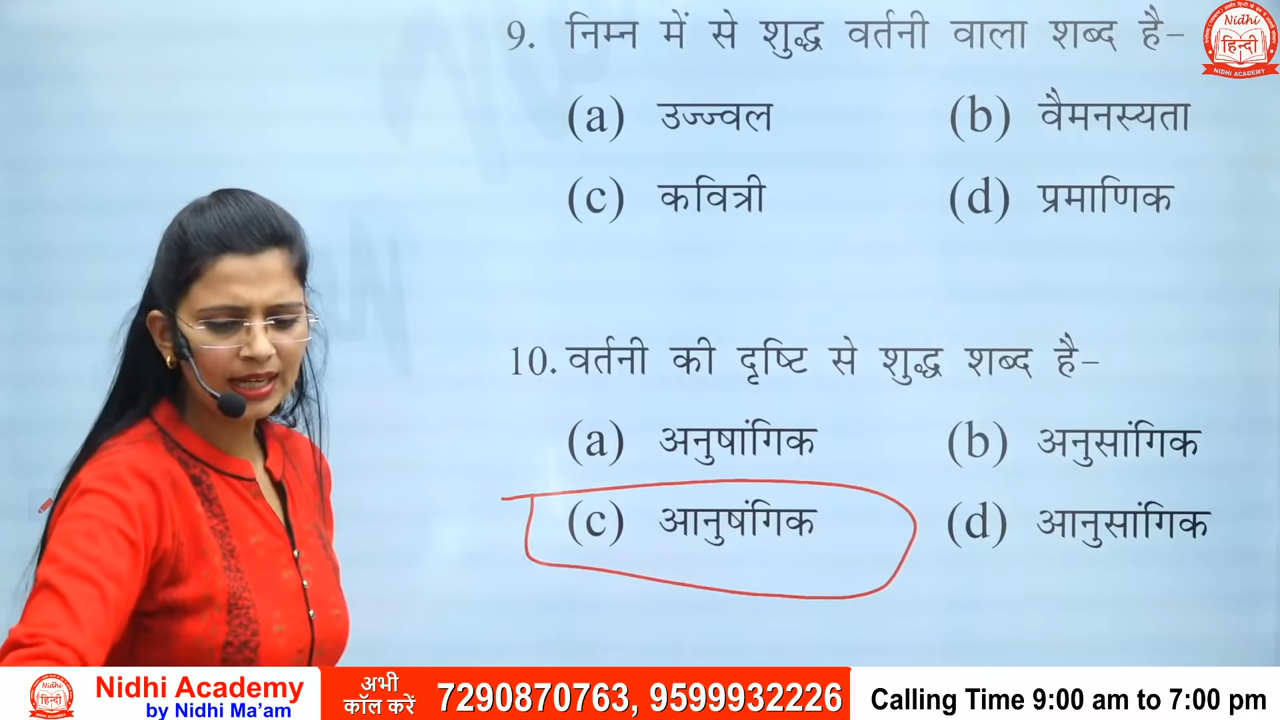 9. निम्न में से शुद्ध वर्तनी वाला शब्द है-
(a) उज्ज्वल (b) वैमनस्यता
(c) कवित्री (d) प्रमाणिक
10. वर्तनी की दृष्टि से शुद्ध शब्द है-
(a) अनुषांगिक (b) अनुसांगिक
(c) आनुषंगिक (d) आनुसांगिक
Nidhi
हिन्दी
NIDHI ACADEMY
Nidhi
हिन्दी
Nidhi Academy
by Nidhi Ma'am
अभी
कॉल करें
7290870763, 9599932226
Calling Time 9:00 am to 7:00 pm